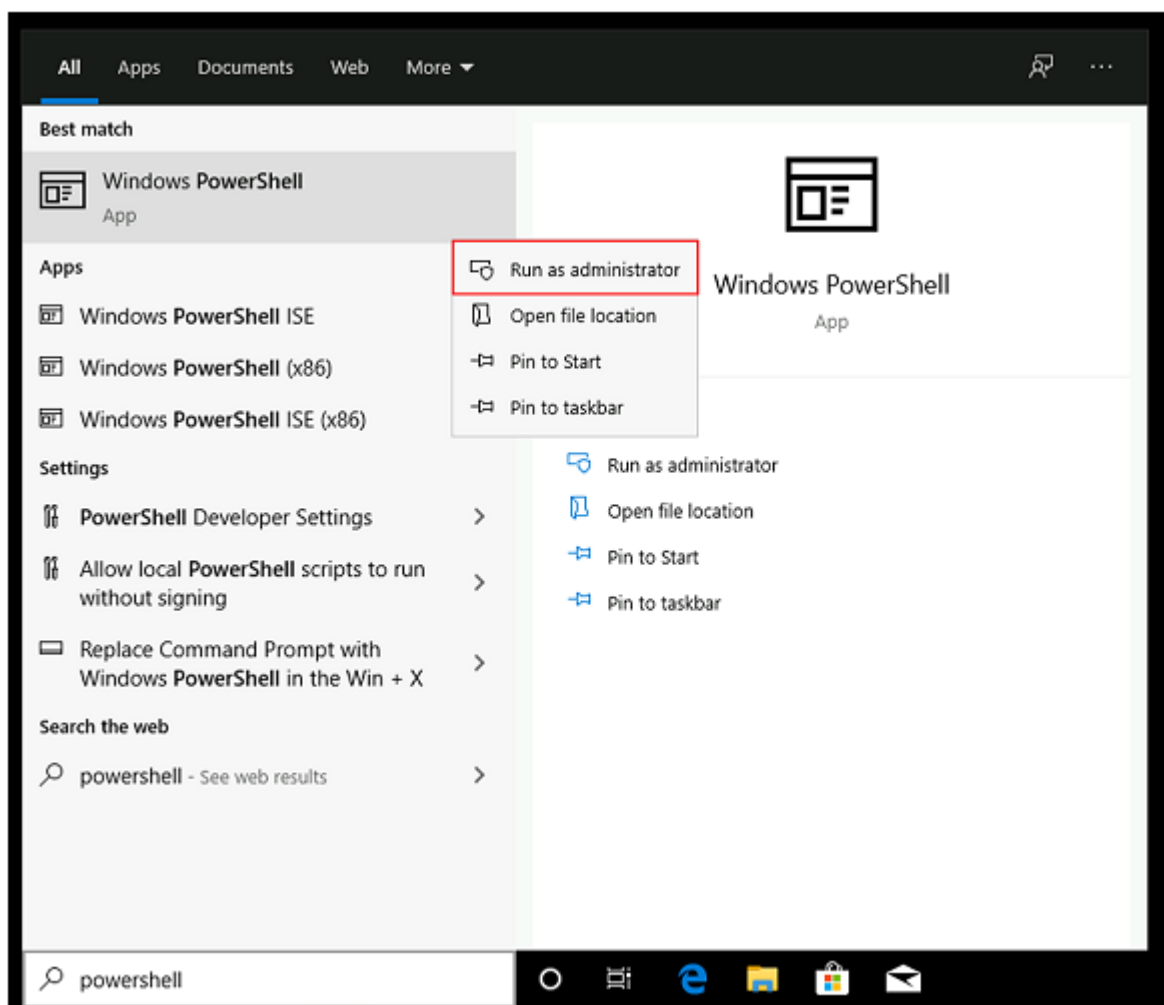 All Apps Documents Web More
Best match
Windows PowerShell
App
Apps
Windows PowerShell ISE
Windows PowerShell (x86)
Windows PowerShell ISE (x86)
Settings
PowerShell Developer Settings
Allow local PowerShell scripts to run
without signing
Replace Command Prompt with
Windows PowerShell in the Win + X
Search the web
powershell - See web results
powershell
Run as administrator
Open file location
Pin to Start
Pin to taskbar
Windows PowerShell
App
Run as administrator
Open file location
Pin to Start
Pin to taskbar